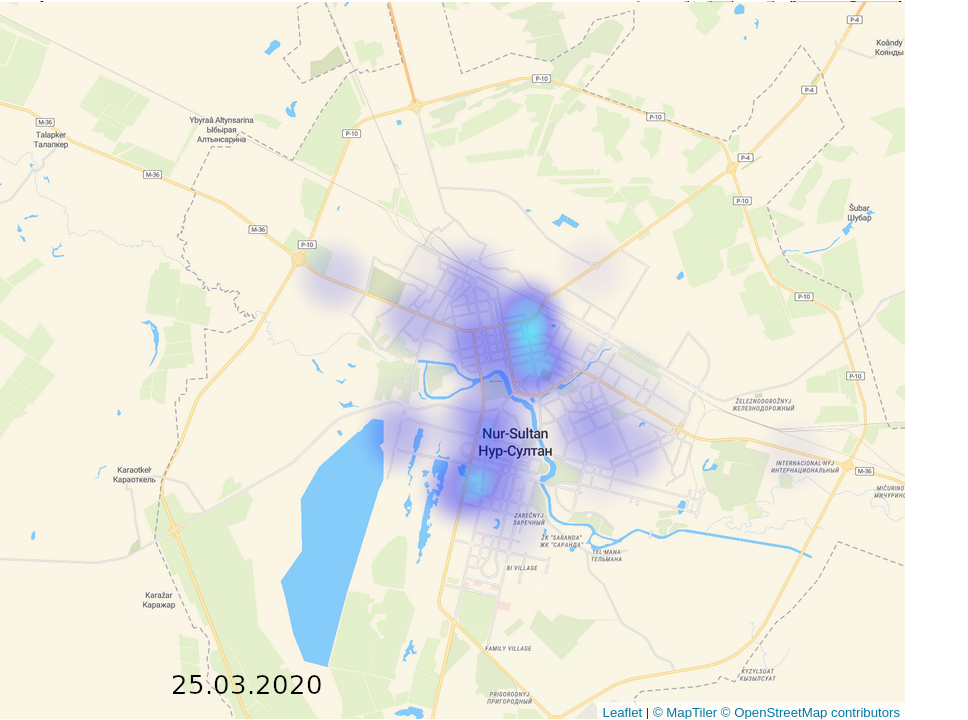 P-4
Koándy
Коянды
P-10
P-4
M-36
Talapker
Талапкер
Ybyraı Altynsarina
Ыбырая
Алтынсарина
P-10
P-10
P-4
M-36
P-10
Šubar
Шубар
M-36
P-10
P-10
P-10
ŽELEZNODOROŽNYJ
ЖЕЛЕЗНОДОРОЖНЫЙ
Nur-Sultan
Нур-Султан
Karaotkel
Караоткель
INTERNACIONAL'NYJ
ИНТЕРНАЦИОНАЛЬНЫЙ
M-36
MIČURINO
МИЧУРИНО
ZAREČNYJ
ЗАРЕЧНЫЙ
ŽK "SARANDA"
ЖК "САРАНДА"
TEL'MANA
ТЕЛЬМАНА
BI VILLAGE
Karažar
Каражар
FAMILY VILLAGE
KYZYLSUAT
КЫЗЫЛСУАТ
25.03.2020
PRIGORODNYJ
ПРИГОРОДНЫЙ
Leaflet | © MapTiler © OpenStreetMap contributors